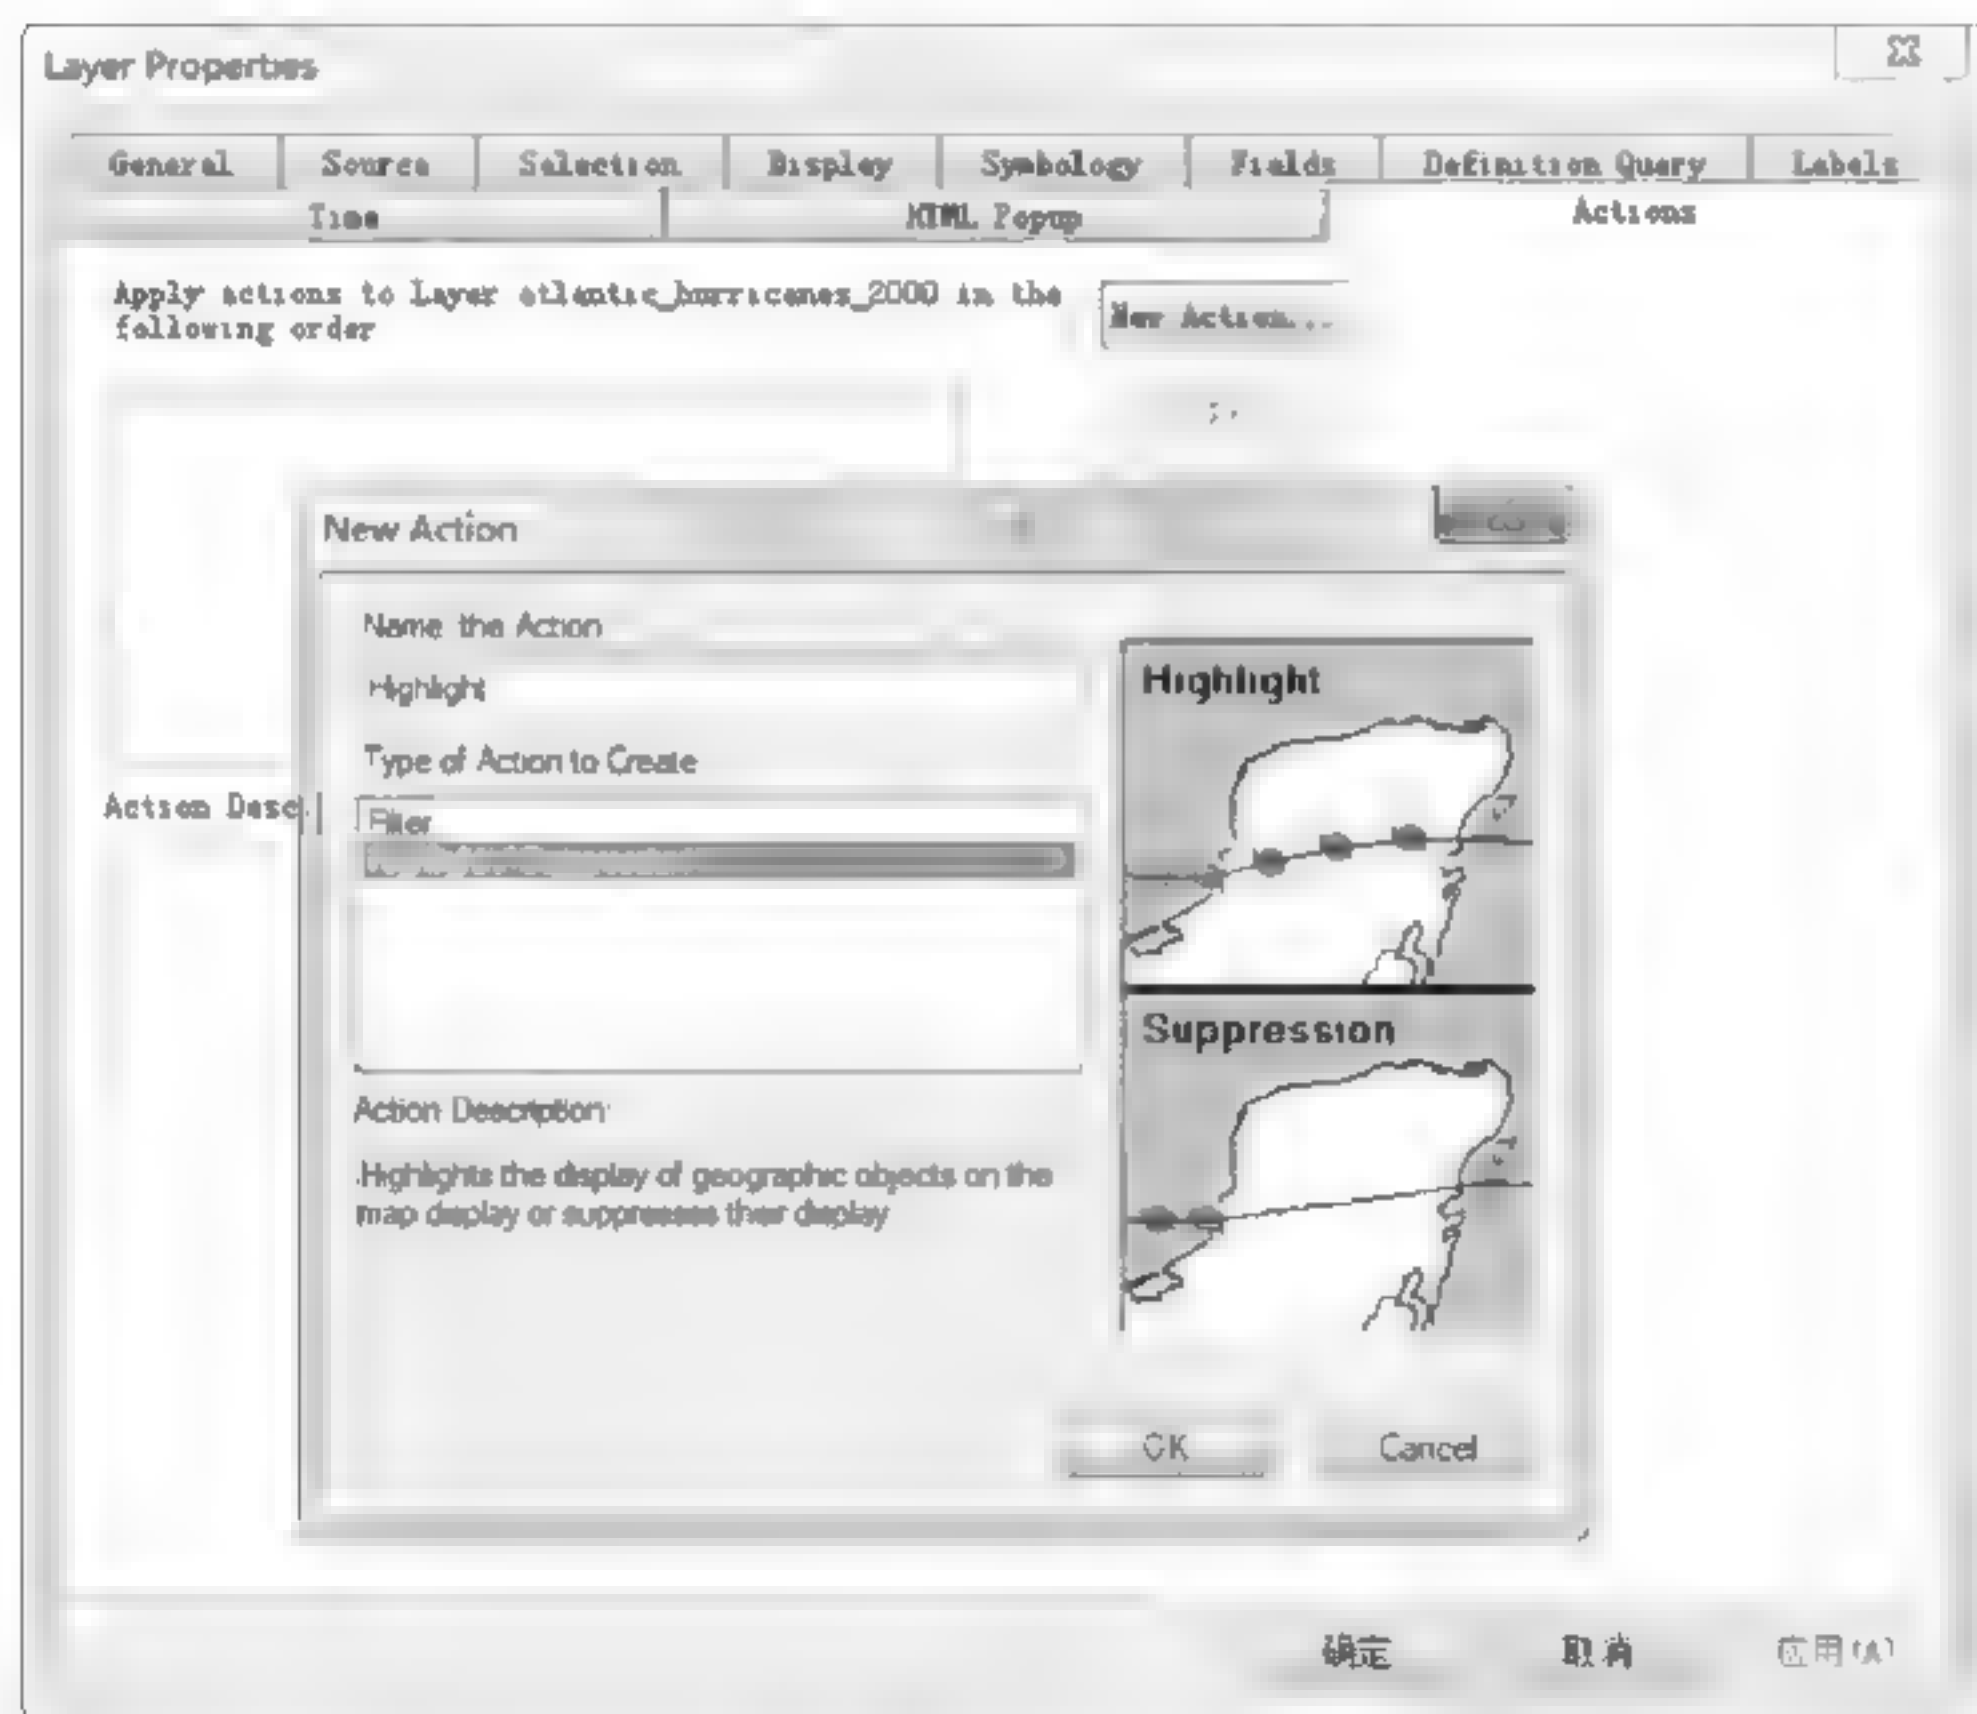 Layer Properties
General Source Selection Display Symbology Fields Definition Query Labels
Time HTML Popup Actions
Apply actions to Layer atlantic_hurricanes_2000 in the
following order
New Action...
New Action
Name the Action
Highlight
Type of Action to Create
Action Desc
Filter
Action Description
Highlights the display of geographic objects on the
map display or suppresses their display
Highlight
Suppression
OK Cancel
确定 取消 应用(A)